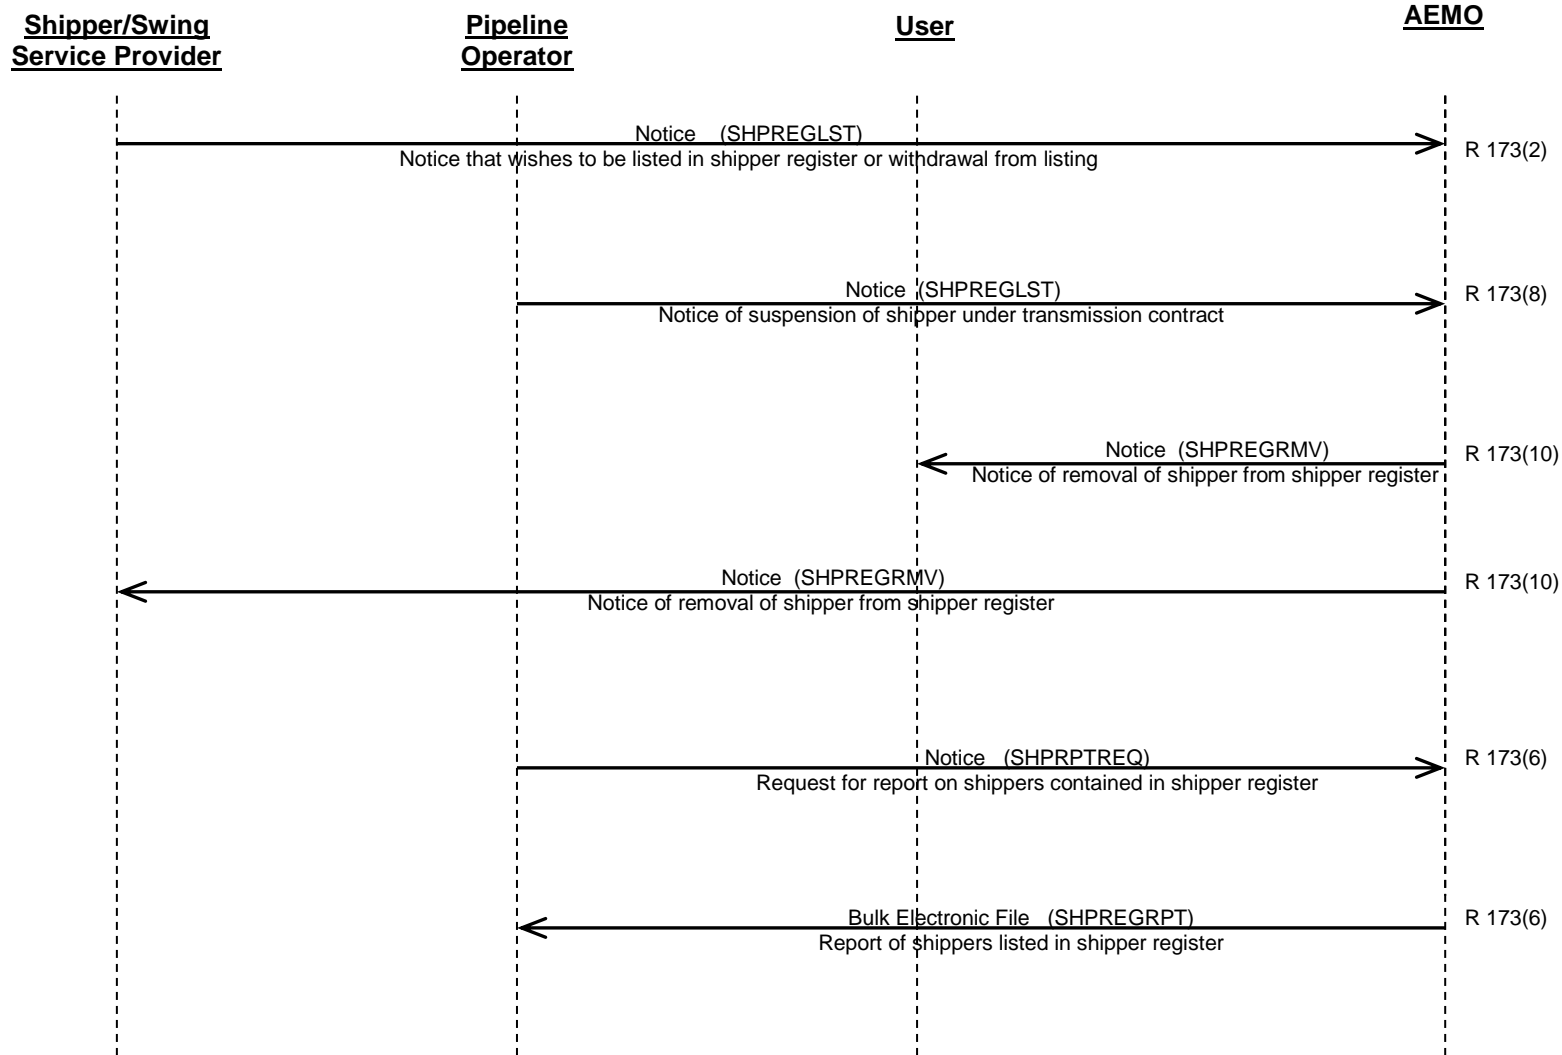 Shipper/Swing
Service Provider
Pipeline
Operator
User
AEMO
Notice (SHPREGLST)
Notice that wishes to be listed in shipper register or withdrawal from listing
R 173(2)
Notice (SHPREGLST)
Notice of suspension of shipper under transmission contract
R 173(8)
Notice (SHPREGRMV)
Notice of removal of shipper from shipper register
R 173(10)
Notice (SHPREGRMV)
Notice of removal of shipper from shipper register
R 173(10)
Notice (SHPRPTREQ)
Request for report on shippers contained in shipper register
R 173(6)
Bulk Electronic File (SHPREGRPT)
Report of shippers listed in shipper register
R 173(6)